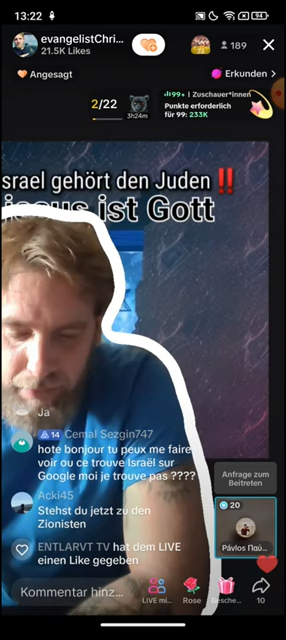 13:22
94
evangelistChri...
21.5K Likes
189
Angesagt
Erkunden >
2/22
3h24m
99+ | Zuschauer*innen
Punkte erforderlich
für 99: 233K
srael gehört den Juden ‼️
ist Gott
Ja
14 Cemal Sezgin747
hote bonjour tu peux me faire
voir ou ce trouve Israël sur
Google moi je trouve pas ????
Acki45
Stehst du jetzt zu den
Zionisten
ENTLARVT TV hat dem LIVE
einen Like gegeben
Anfrage zum
Beitreten
20
Pávlos Παύ...
Kommentar hinz...
LIVE mi...
Rose
Gesche...
10